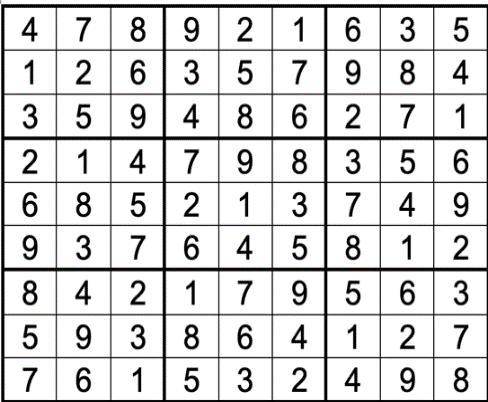 4 7 8 9 2 1 6 3 5
1 2 6 3 5 7 9 8 4
3 5 9 4 8 6 2 7 1
2 1 4 7 9 8 3 5 6
6 8 5 2 1 3 7 4 9
9 3 7 6 4 5 8 1 2
8 4 2 1 7 9 5 6 3
5 9 3 8 6 4 1 2 7
7 6 1 5 3 2 4 9 8